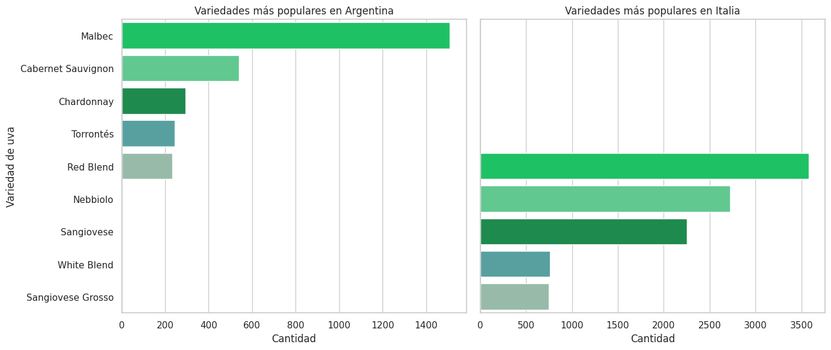 Variedades más populares en Argentina
Variedades más populares en Italia
Variedad de uva
Malbec
Cabernet Sauvignon
Chardonnay
Torrontés
Red Blend
Nebbiolo
Sangiovese
White Blend
Sangiovese Grosso
0 200 400 600 800 1000 1200 1400
Cantidad
0 500 1000 1500 2000 2500 3000 3500
Cantidad